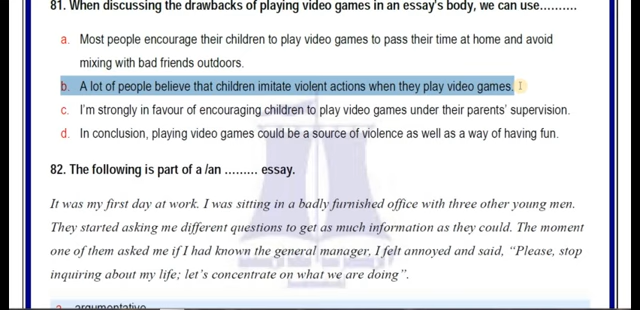 81. When discussing the drawbacks of playing video games in an essay's body, we can use..........
a. Most people encourage their children to play video games to pass their time at home and avoid
mixing with bad friends outdoors.
b. A lot of people believe that children imitate violent actions when they play video games.
c. I'm strongly in favour of encouraging children to play video games under their parents' supervision.
d. In conclusion, playing video games could be a source of violence as well as a way of having fun.
82. The following is part of a /an ......... essay.
It was my first day at work. I was sitting in a badly furnished office with three other young men.
They started asking me different questions to get as much information as they could. The moment
one of them asked me if I had known the general manager, I felt annoyed and said, "Please, stop
inquiring about my life; let's concentrate on what we are doing".
a. argumentative